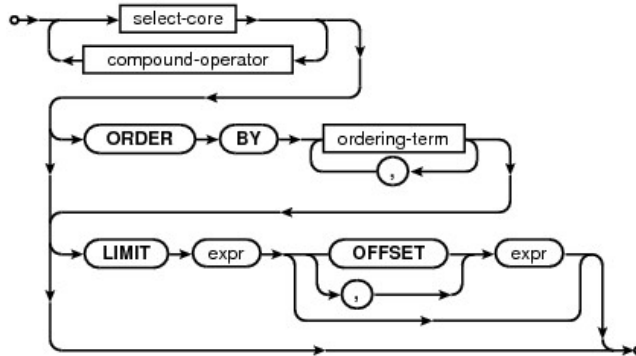 select-core
compound-operator
ORDER BY ordering-term
,
LIMIT expr OFFSET expr
,